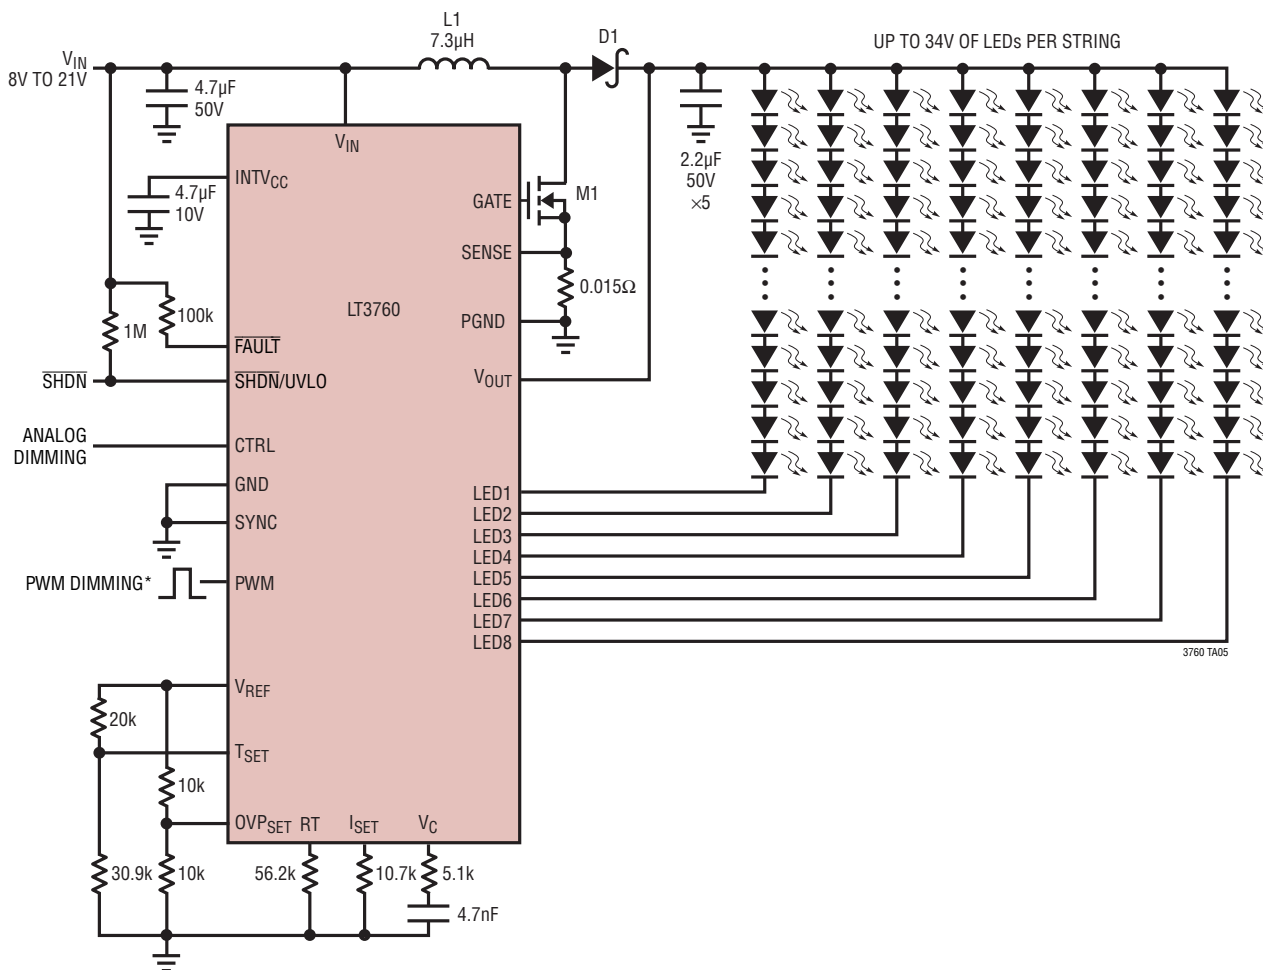 L1
7.3µH
D1
UP TO 34V OF LEDs PER STRING
VIN
8V TO 21V
4.7µF
50V
VIN
2.2µF
50V
×5
INTVCC
4.7µF
10V
GATE
M1
SENSE
0.015Ω
LT3760
PGND
100k
1M
FAULT
VOUT
SHDN
SHDN/UVLO
ANALOG
DIMMING
CTRL
GND
SYNC
PWM DIMMING*
PWM
LED1
LED2
LED3
LED4
LED5
LED6
LED7
LED8
3760 TA05
VREF
20k
TSET
10k
OVPSET
RT
ISET
VC
30.9k
10k
56.2k
10.7k
5.1k
4.7nF